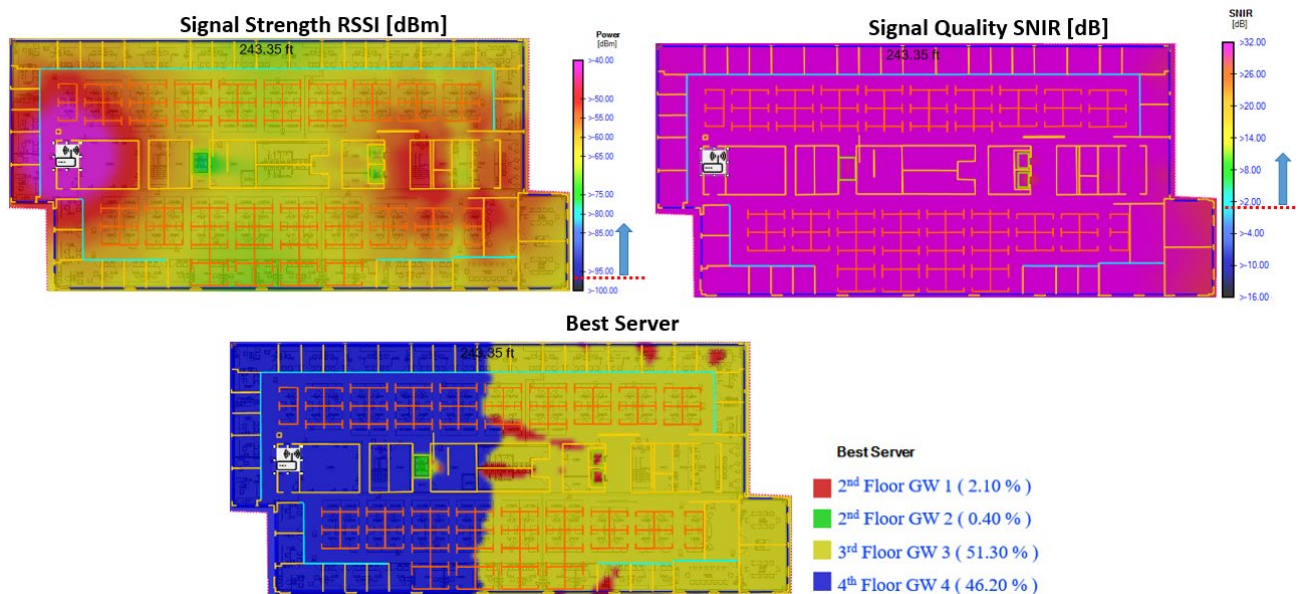 Signal Strength RSSI [dBm]
243.35 ft
Power
[dBm]
>-40.00
>-50.00
>-55.00
>-60.00
>-65.00
>-70.00
>-75.00
>-80.00
>-85.00
>-95.00
>-100.00
Signal Quality SNIR [dB]
243.35 ft
SNIR
[dB]
>32.00
>26.00
>20.00
>14.00
>8.00
>2.00
>-4.00
>-10.00
>-16.00
Best Server
243.35 ft
Best Server
2nd Floor GW 1 ( 2.10 % )
2nd Floor GW 2 ( 0.40 % )
3rd Floor GW 3 ( 51.30 % )
4th Floor GW 4 ( 46.20 % )